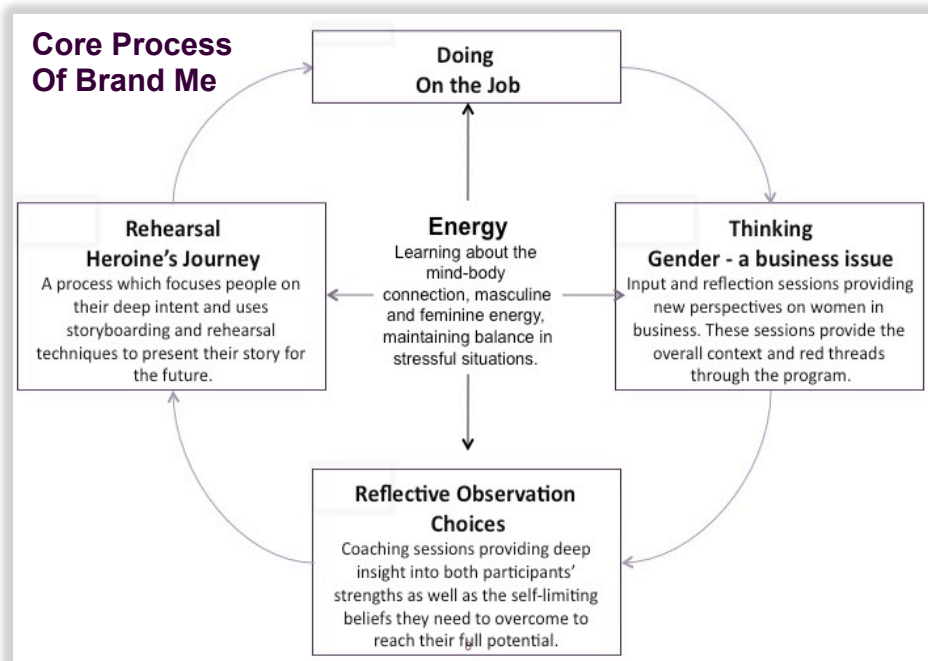 Core Process
Of Brand Me
Doing
On the Job
Rehearsal
Heroine's Journey
A process which focuses people on
their deep intent and uses
storyboarding and rehearsal
techniques to present their story for
the future.
Energy
Learning about the
mind-body
connection, masculine
and feminine energy,
maintaining balance in
stressful situations.
Thinking
Gender - a business issue
Input and reflection sessions providing
new perspectives on women in
business. These sessions provide the
overall context and red threads
through the program.
Reflective Observation
Choices
Coaching sessions providing deep
insight into both participants'
strengths as well as the self-limiting
beliefs they need to overcome to
reach their full potential.